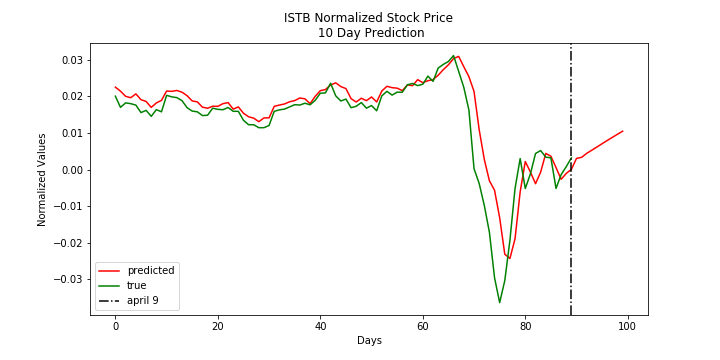 ISTB Normalized Stock Price
10 Day Prediction
Normalized Values
0.03
0.02
0.01
0.00
−0.01
−0.02
−0.03
predicted
true
april 9
0 20 40 60 80 100
Days